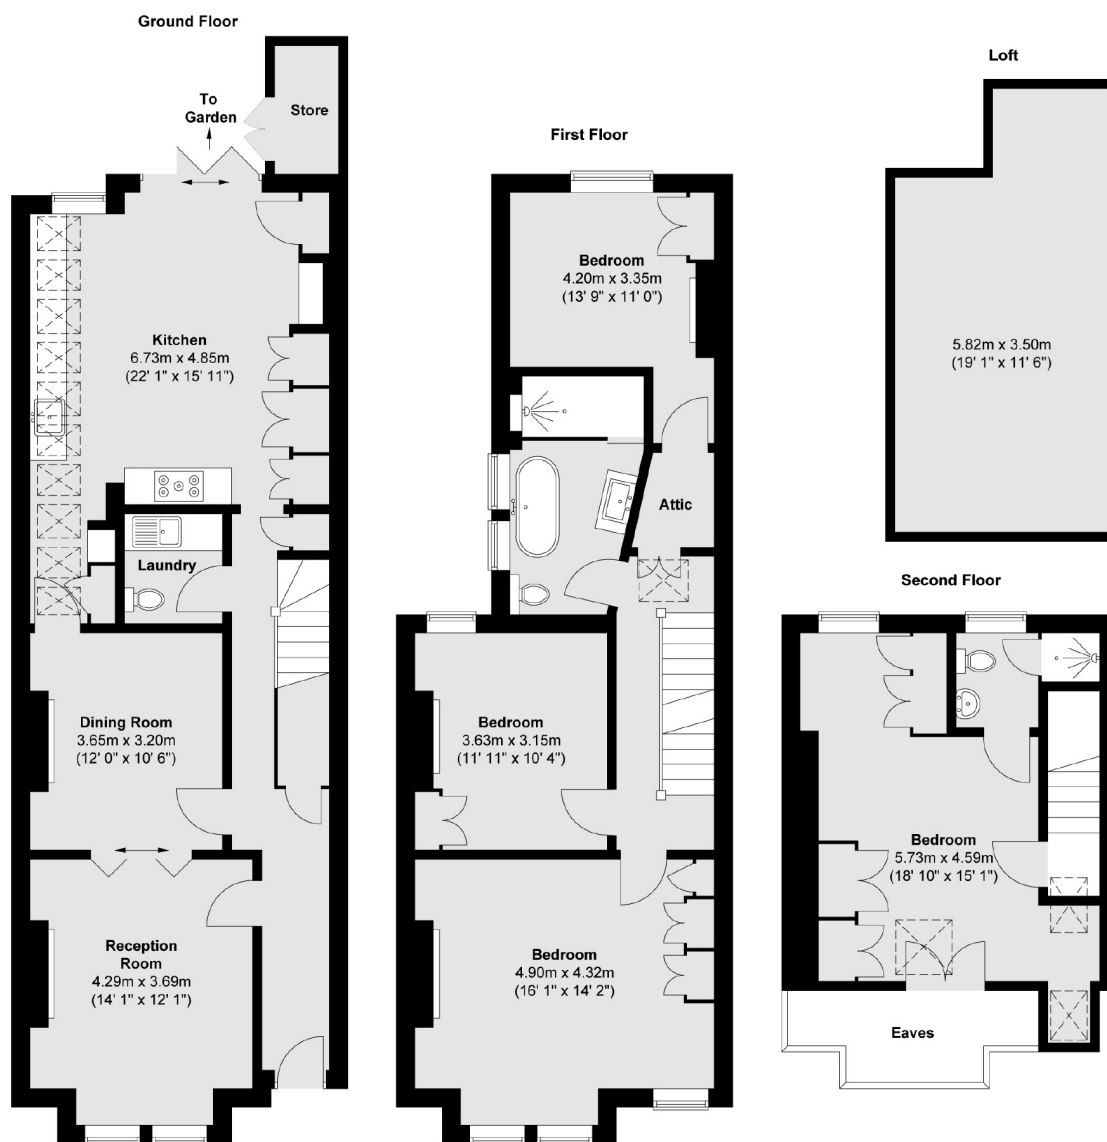 Ground Floor
To
Garden
Store
Kitchen
6.73m x 4.85m
(22' 1" x 15' 11")
Laundry
Dining Room
3.65m x 3.20m
(12' 0" x 10' 6")
Reception
Room
4.29m x 3.69m
(14' 1" x 12' 1")
First Floor
Bedroom
4.20m x 3.35m
(13' 9" x 11' 0")
Attic
Bedroom
3.63m x 3.15m
(11' 11" x 10' 4")
Bedroom
4.90m x 4.32m
(16' 1" x 14' 2")
Loft
5.82m x 3.50m
(19' 1" x 11' 6")
Second Floor
Bedroom
5.73m x 4.59m
(18' 10" x 15' 1")
Eaves